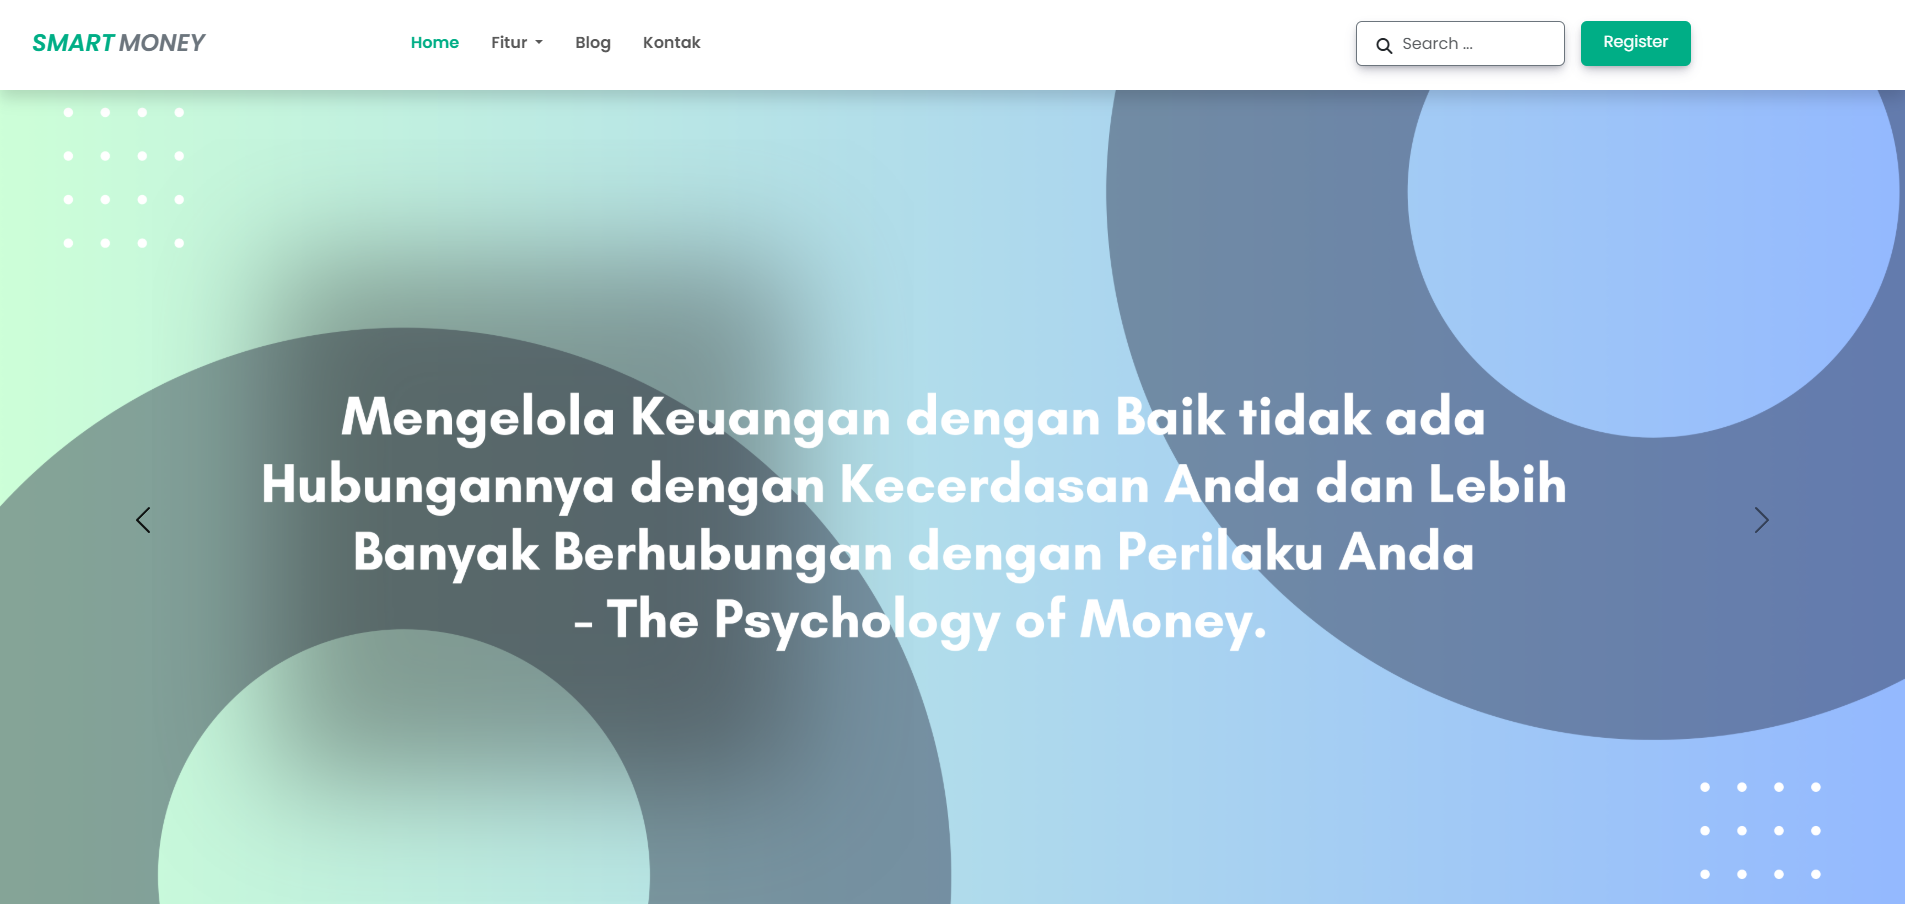 SMART MONEY
Home Fitur Blog Kontak
Search ...
Register
Mengelola Keuangan dengan Baik tidak ada
Hubungannya dengan Kecerdasan Anda dan Lebih
Banyak Berhubungan dengan Perilaku Anda
- The Psychology of Money.